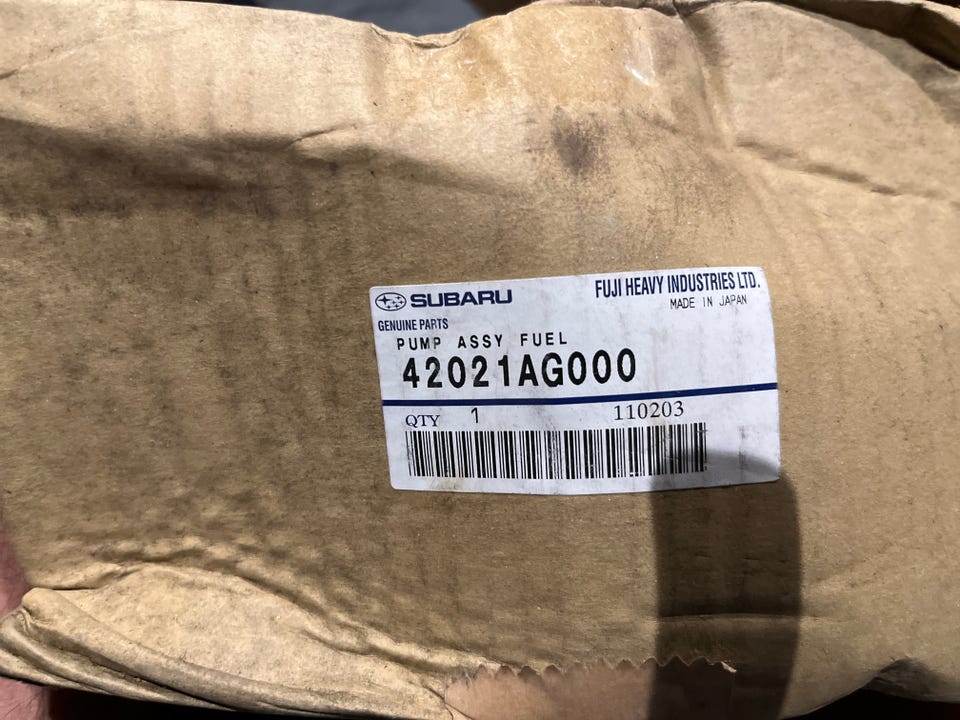 SUBARU
FUJI HEAVY INDUSTRIES LTD.
MADE IN JAPAN
GENUINE PARTS
PUMP ASSY FUEL
42021AG000
QTY 1 110203